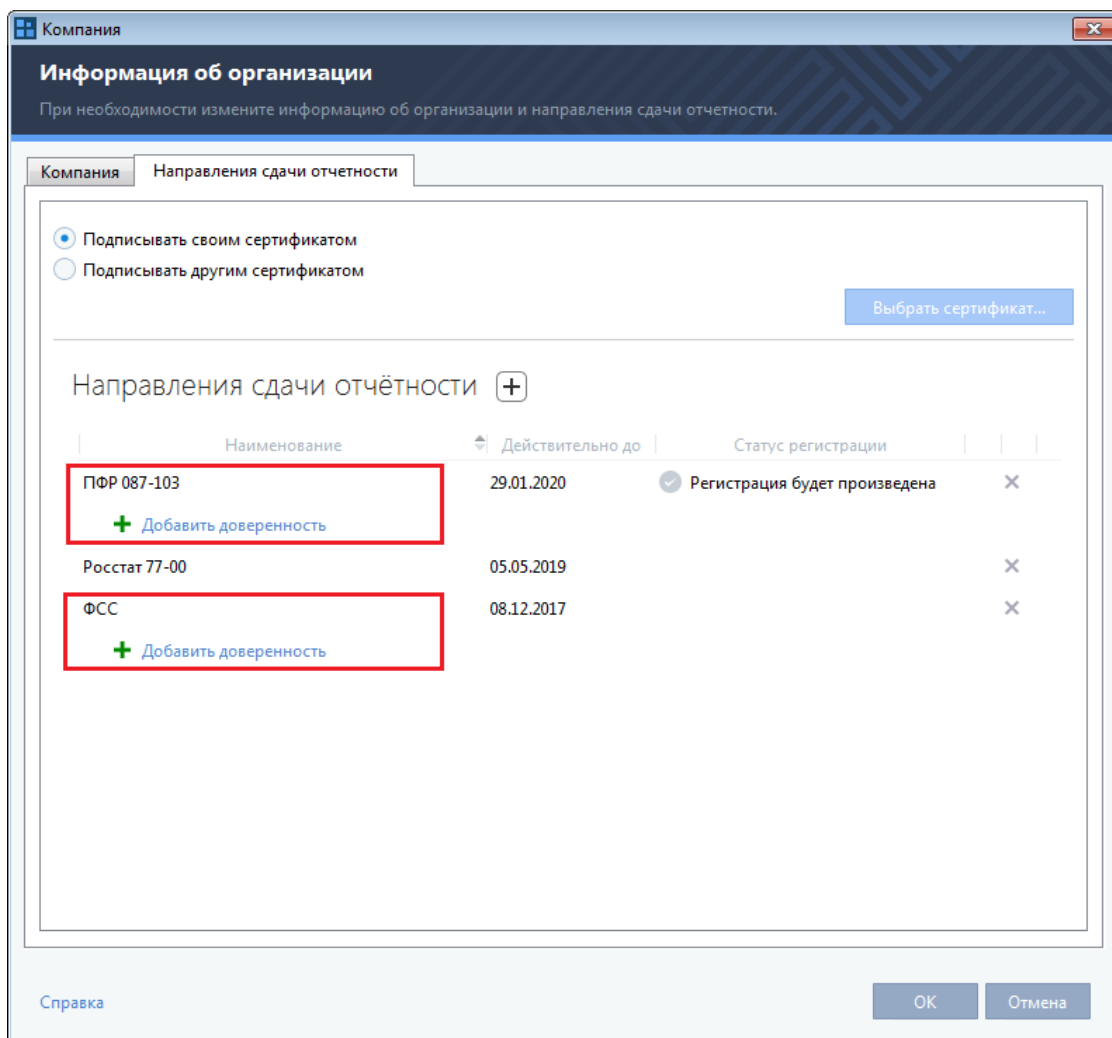 Компания
Информация об организации
При необходимости измените информацию об организации и направления сдачи отчетности.
Компания Направления сдачи отчетности
Подписывать своим сертификатом
Подписывать другим сертификатом
Выбрать сертификат...
Направления сдачи отчётности
Наименование Действительно до Статус регистрации
ПФР 087-103 29.01.2020 Регистрация будет произведена
Добавить доверенность
Росстат 77-00 05.05.2019
ФСС 08.12.2017
Добавить доверенность
Справка OK Отмена